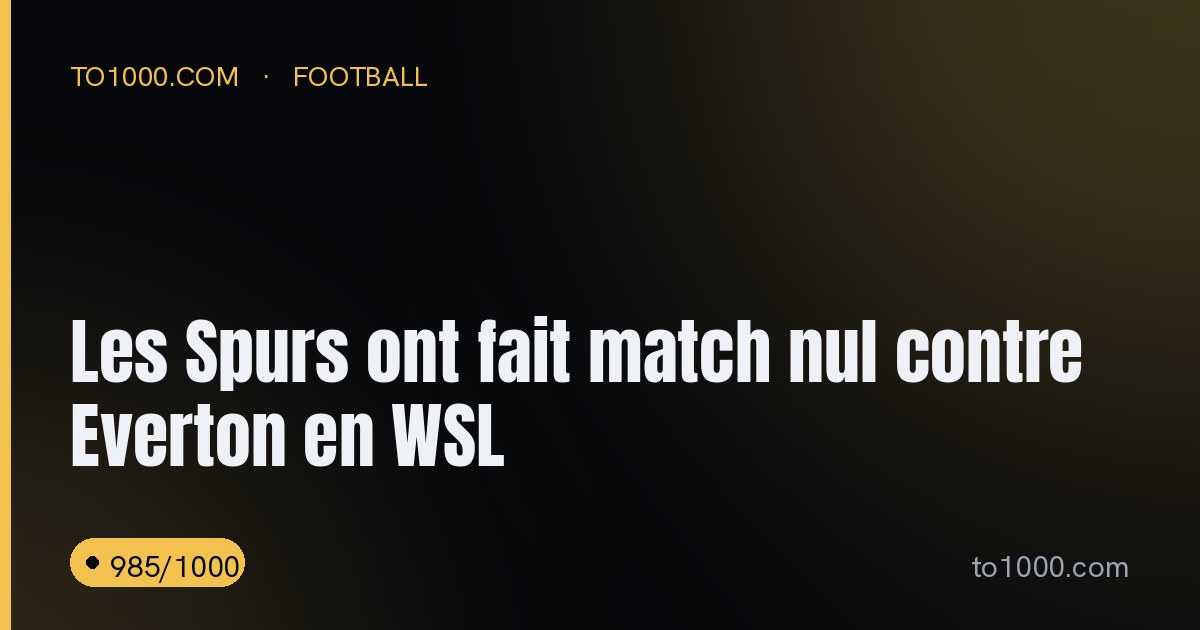 TO1000.COM · FOOTBALL
Les Spurs ont fait match nul contre
Everton en WSL
985/1000
to1000.com